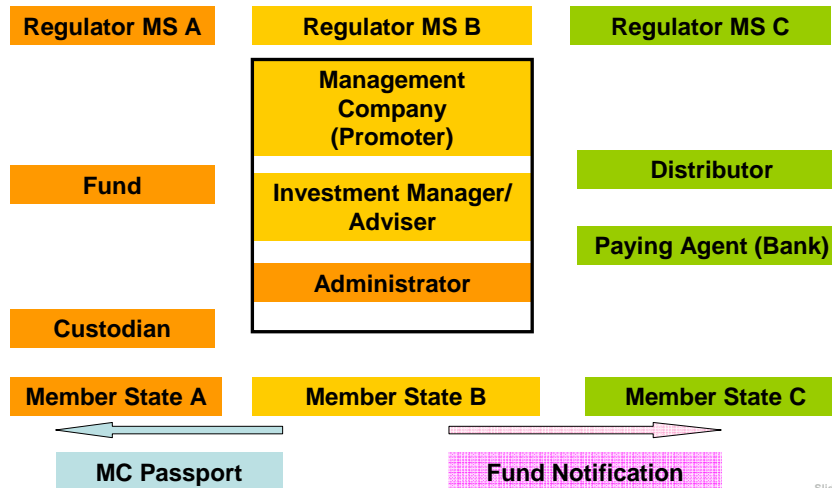 Regulator MS A
Regulator MS B
Regulator MS C
Management
Company
(Promoter)
Fund
Investment Manager/
Adviser
Distributor
Paying Agent (Bank)
Administrator
Custodian
Member State A
Member State B
Member State C
MC Passport
Fund Notification